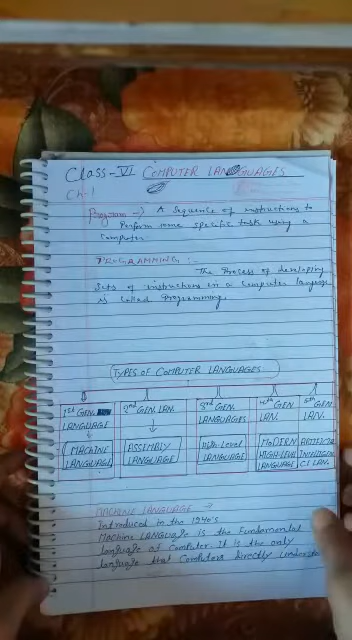 Class-VI COMPUTER LANGUAGES
Ch-1
Program -> A Sequence of instructions to
Perform some specific task using a
Computer.
PROGRAMMING :-
The Process of developing
Sets of instructions in a Computer language
is called Programming.
TYPES OF COMPUTER LANGUAGES
1st GEN. 2nd GEN. LAN. 3rd GEN. 4th GEN 5th GEN.
LANGUAGE LANGUAGES LAN. LAN.
MACHINE ASSEMBLY High-Level MODERN ARTIFICIAL
LANGUAGE LANGUAGE LANGUAGE HIGH-LEVEL
LANGUAGE LAN.
MACHINE LANGUAGE ->
Introduced in the 1940's
Machine LANGUAGE is the Fundamental
language of Computer. It is the only
language that Computers directly